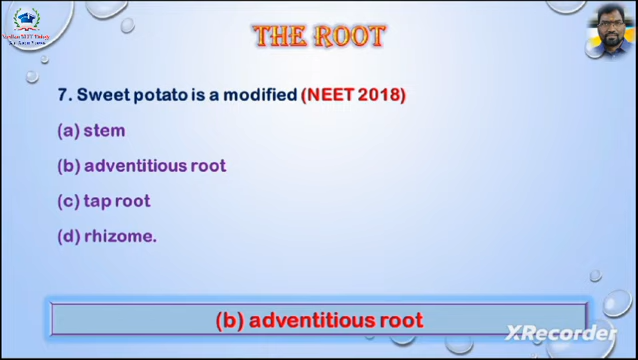 THE ROOT
7. Sweet potato is a modified (NEET 2018)
(a) stem
(b) adventitious root
(c) tap root
(d) rhizome.
(b) adventitious root
XRecorder